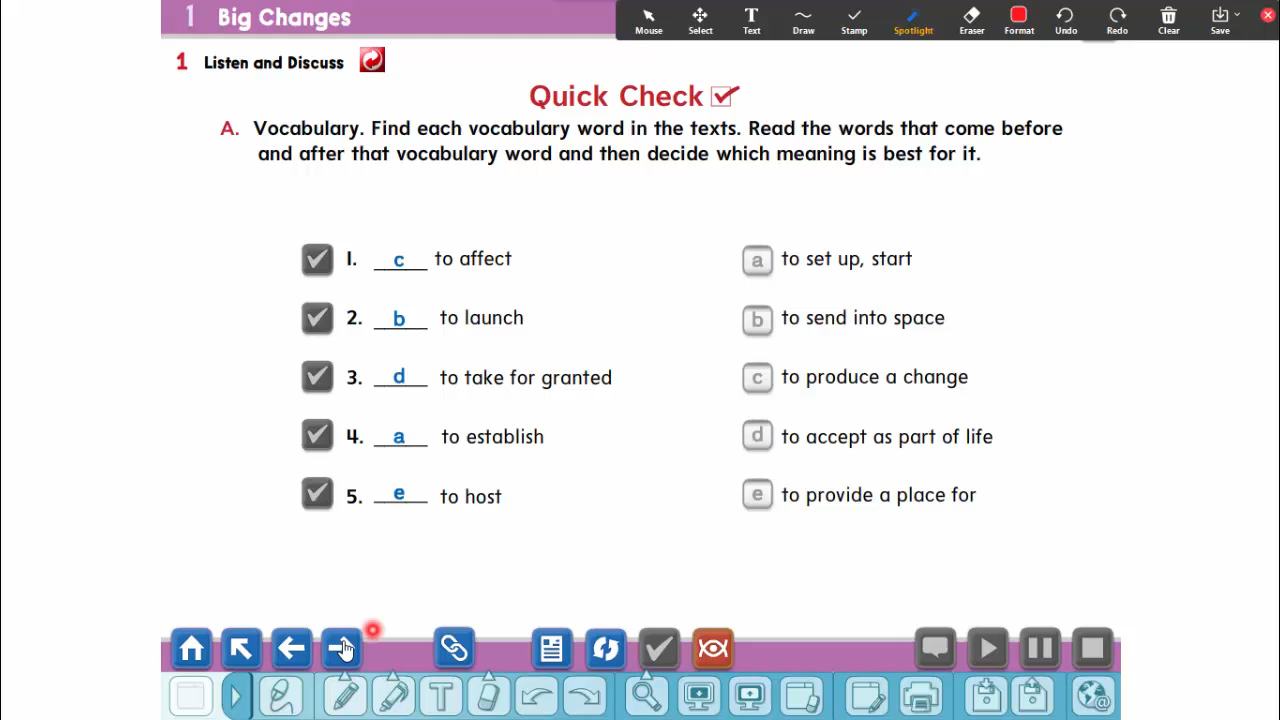 1 Big Changes
Mouse Select Text Draw Stamp Spotlight Eraser Format Undo Redo Clear Save
1 Listen and Discuss
Quick Check
A. Vocabulary. Find each vocabulary word in the texts. Read the words that come before
and after that vocabulary word and then decide which meaning is best for it.
1. c to affect
a to set up, start
2. b to launch
b to send into space
3. d to take for granted
c to produce a change
4. a to establish
d to accept as part of life
5. e to host
e to provide a place for